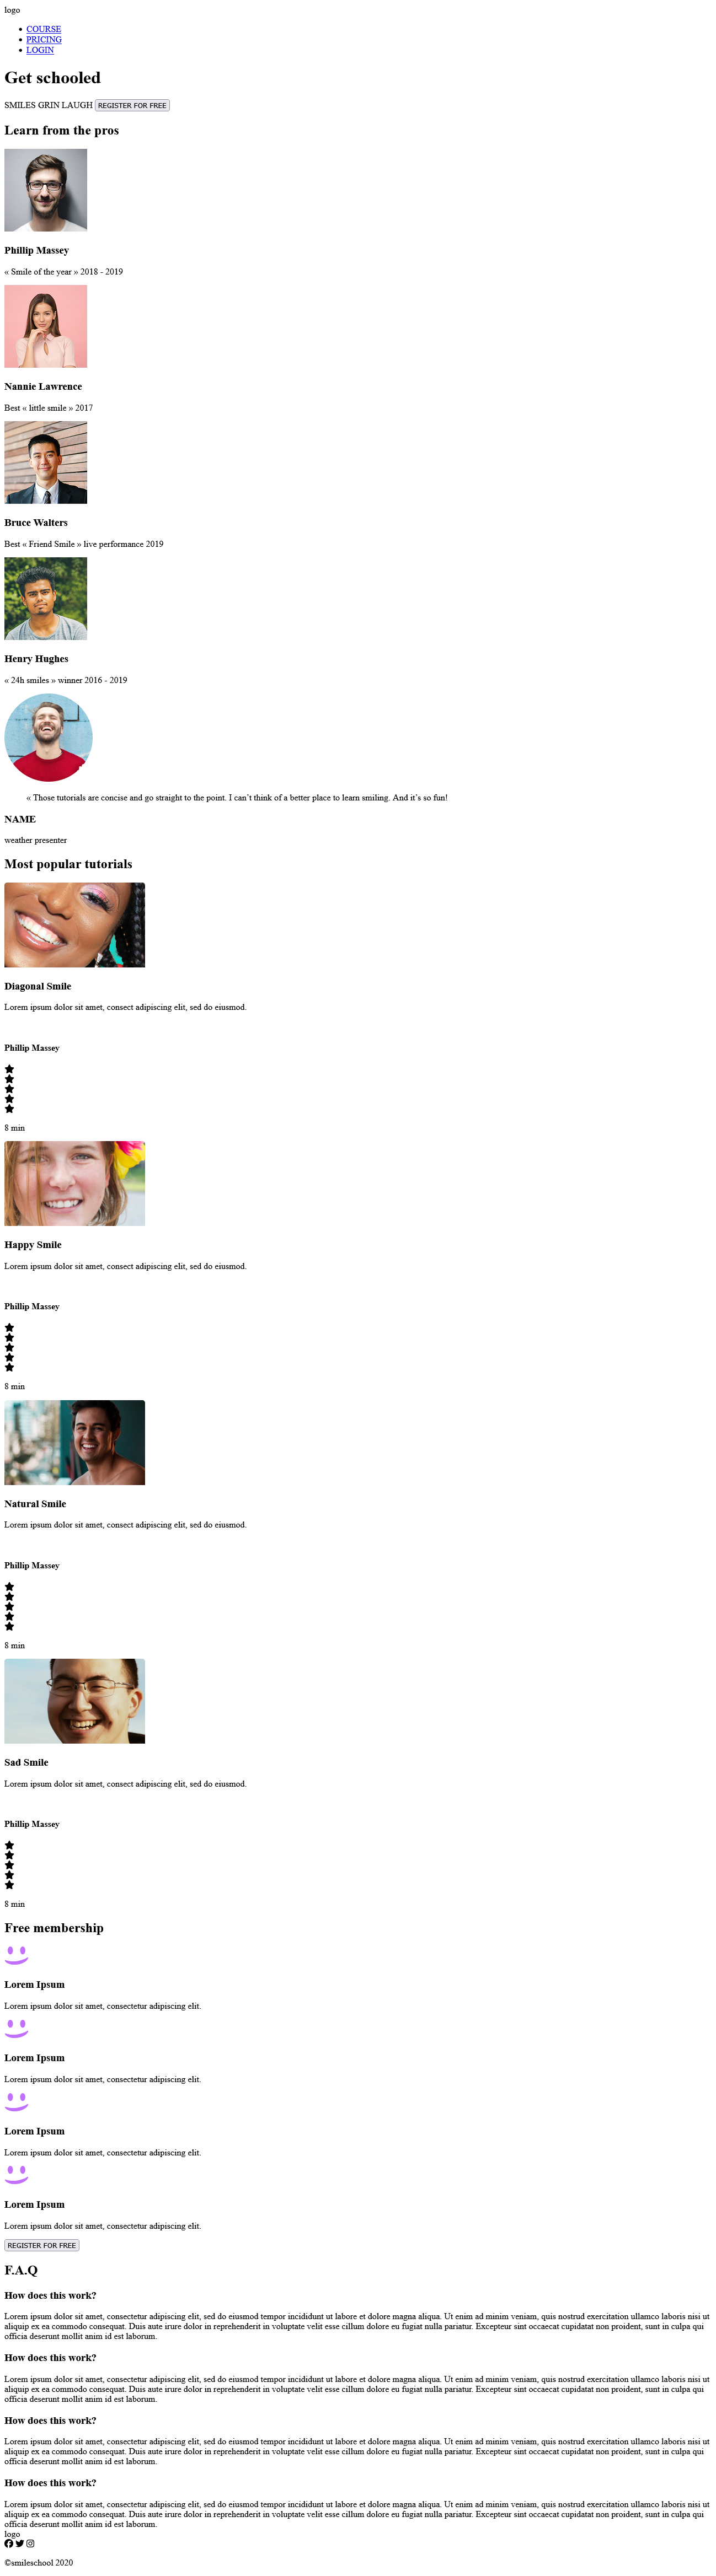 logo
COURSE
PRICING
LOGIN
Get schooled
SMILES GRIN LAUGH REGISTER FOR FREE
Learn from the pros
Phillip Massey
« Smile of the year » 2018 - 2019
Nannie Lawrence
Best « little smile » 2017
Bruce Walters
Best « Friend Smile » live performance 2019
Henry Hughes
« 24h smiles » winner 2016 - 2019
« Those tutorials are concise and go straight to the point. I can’t think of a better place to learn smiling. And it’s so fun!
NAME
weather presenter
Most popular tutorials
Diagonal Smile
Lorem ipsum dolor sit amet, consect adipiscing elit, sed do eiusmod.
Phillip Massey
8 min
Happy Smile
Lorem ipsum dolor sit amet, consect adipiscing elit, sed do eiusmod.
Phillip Massey
8 min
Natural Smile
Lorem ipsum dolor sit amet, consect adipiscing elit, sed do eiusmod.
Phillip Massey
8 min
Sad Smile
Lorem ipsum dolor sit amet, consect adipiscing elit, sed do eiusmod.
Phillip Massey
8 min
Free membership
Lorem Ipsum
Lorem ipsum dolor sit amet, consectetur adipiscing elit.
Lorem Ipsum
Lorem ipsum dolor sit amet, consectetur adipiscing elit.
Lorem Ipsum
Lorem ipsum dolor sit amet, consectetur adipiscing elit.
Lorem Ipsum
Lorem ipsum dolor sit amet, consectetur adipiscing elit.
REGISTER FOR FREE
F.A.Q
How does this work?
Lorem ipsum dolor sit amet, consectetur adipiscing elit, sed do eiusmod tempor incididunt ut labore et dolore magna aliqua. Ut enim ad minim veniam, quis nostrud exercitation ullamco laboris nisi ut
aliquip ex ea commodo consequat. Duis aute irure dolor in reprehenderit in voluptate velit esse cillum dolore eu fugiat nulla pariatur. Excepteur sint occaecat cupidatat non proident, sunt in culpa qui
officia deserunt mollit anim id est laborum.
How does this work?
Lorem ipsum dolor sit amet, consectetur adipiscing elit, sed do eiusmod tempor incididunt ut labore et dolore magna aliqua. Ut enim ad minim veniam, quis nostrud exercitation ullamco laboris nisi ut
aliquip ex ea commodo consequat. Duis aute irure dolor in reprehenderit in voluptate velit esse cillum dolore eu fugiat nulla pariatur. Excepteur sint occaecat cupidatat non proident, sunt in culpa qui
officia deserunt mollit anim id est laborum.
How does this work?
Lorem ipsum dolor sit amet, consectetur adipiscing elit, sed do eiusmod tempor incididunt ut labore et dolore magna aliqua. Ut enim ad minim veniam, quis nostrud exercitation ullamco laboris nisi ut
aliquip ex ea commodo consequat. Duis aute irure dolor in reprehenderit in voluptate velit esse cillum dolore eu fugiat nulla pariatur. Excepteur sint occaecat cupidatat non proident, sunt in culpa qui
officia deserunt mollit anim id est laborum.
How does this work?
Lorem ipsum dolor sit amet, consectetur adipiscing elit, sed do eiusmod tempor incididunt ut labore et dolore magna aliqua. Ut enim ad minim veniam, quis nostrud exercitation ullamco laboris nisi ut
aliquip ex ea commodo consequat. Duis aute irure dolor in reprehenderit in voluptate velit esse cillum dolore eu fugiat nulla pariatur. Excepteur sint occaecat cupidatat non proident, sunt in culpa qui
officia deserunt mollit anim id est laborum.
logo
©smileschool 2020